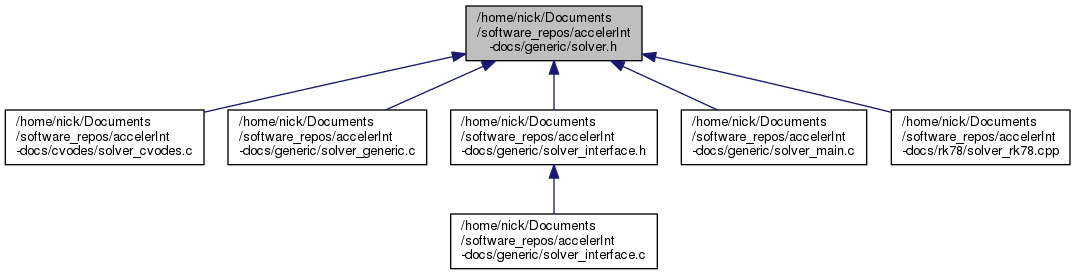 /home/nick/Documents
/software_repos/accelerInt
-docs/generic/solver.h
/home/nick/Documents
/software_repos/accelerInt
-docs/cvodes/solver_cvodes.c
/home/nick/Documents
/software_repos/accelerInt
-docs/generic/solver_generic.c
/home/nick/Documents
/software_repos/accelerInt
-docs/generic/solver_interface.h
/home/nick/Documents
/software_repos/accelerInt
-docs/generic/solver_main.c
/home/nick/Documents
/software_repos/accelerInt
-docs/rk78/solver_rk78.cpp
/home/nick/Documents
/software_repos/accelerInt
-docs/generic/solver_interface.c